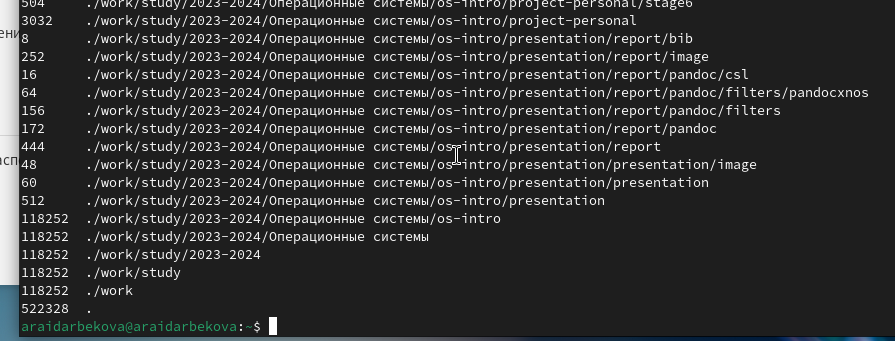 504     ./work/study/2023-2024/Операционные системы/os-intro/project-personal/stage6
3032    ./work/study/2023-2024/Операционные системы/os-intro/project-personal
8       ./work/study/2023-2024/Операционные системы/os-intro/presentation/report/bib
252     ./work/study/2023-2024/Операционные системы/os-intro/presentation/report/image
16      ./work/study/2023-2024/Операционные системы/os-intro/presentation/report/pandoc/csl
64      ./work/study/2023-2024/Операционные системы/os-intro/presentation/report/pandoc/filters/pandocxnos
156     ./work/study/2023-2024/Операционные системы/os-intro/presentation/report/pandoc/filters
172     ./work/study/2023-2024/Операционные системы/os-intro/presentation/report/pandoc
444     ./work/study/2023-2024/Операционные системы/os-intro/presentation/report
48      ./work/study/2023-2024/Операционные системы/os-intro/presentation/presentation/image
60      ./work/study/2023-2024/Операционные системы/os-intro/presentation/presentation
512     ./work/study/2023-2024/Операционные системы/os-intro/presentation
118252  ./work/study/2023-2024/Операционные системы/os-intro
118252  ./work/study/2023-2024/Операционные системы
118252  ./work/study/2023-2024
118252  ./work/study
118252  ./work
522328  .
araidarbekova@araidarbekova:~$